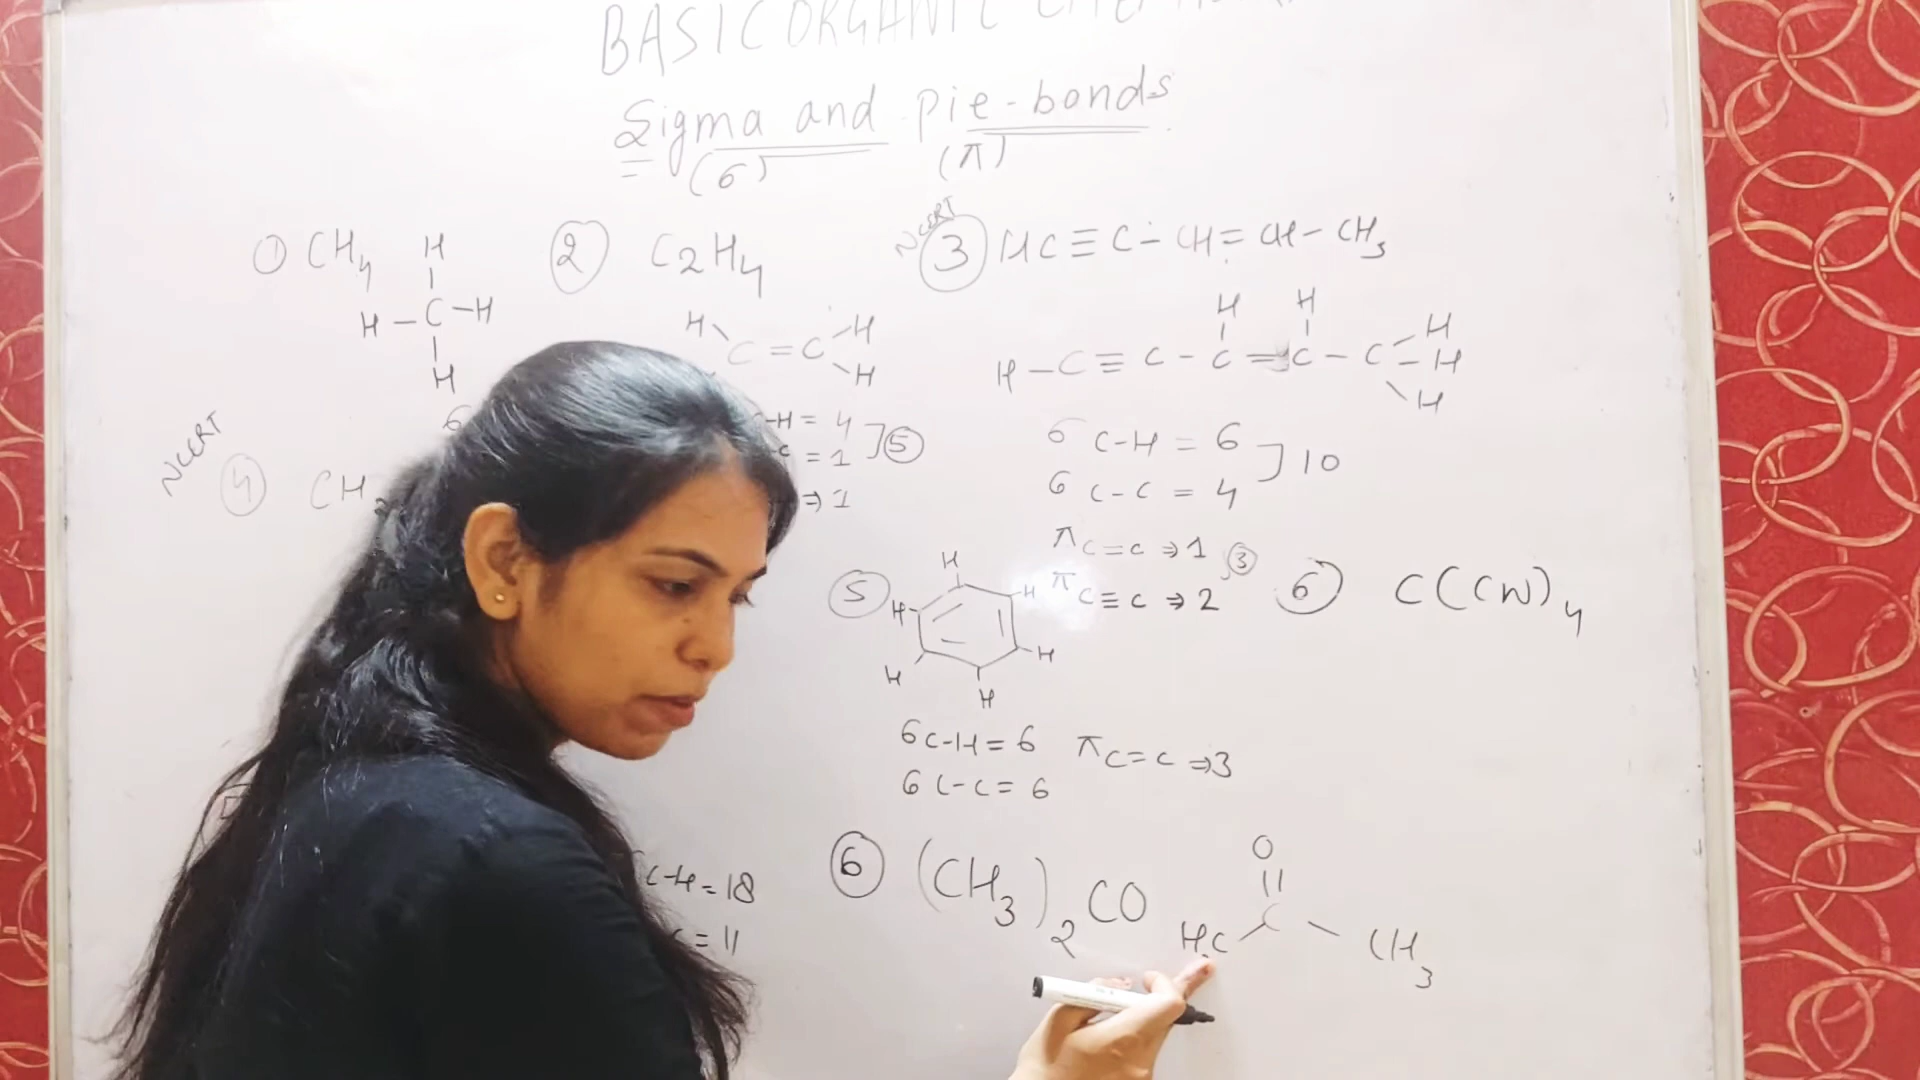 BASIC ORGANIC CHEM
Sigma and pie-bonds
(σ) (π)
① CH4
H
H – C – H
H
② C2H4
H H
C = C
H
-H = 4
= 1 ] ⑤
⇒ 1
NCERT
③ HC ≡ C – CH = CH – CH3
H H H
H – C ≡ C – C = C – C – H
H
σ C-H = 6
σ C-C = 4 ] 10
π C=C ⇒ 1
π C≡C ⇒ 2 ③
NCERT
④ CH
⑤
H
H H
H H
H
σ C-H = 6 π C=C ⇒ 3
σ C-C = 6
⑥ C(CN)4
C-H = 18
= 11
⑥ (CH3)2CO
O
||
H3C C CH3